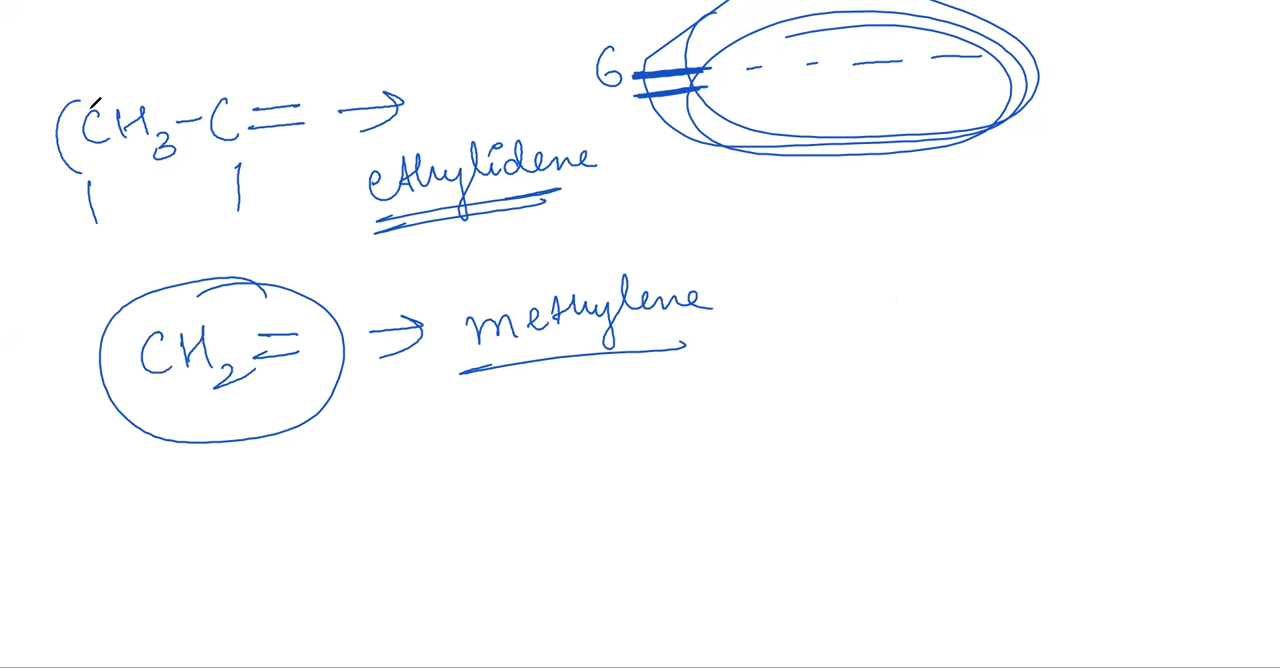 6
CH3-C= →
ethylidene
CH2= → methylene